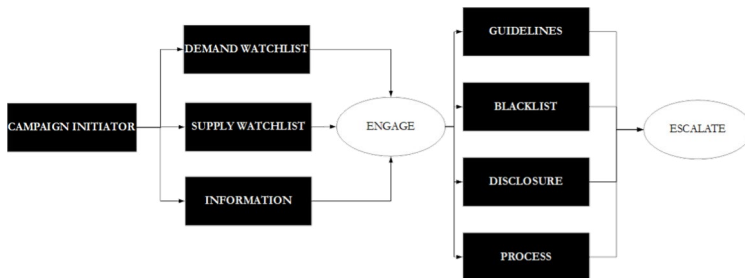 CAMPAIGN INITIATOR
DEMAND WATCHLIST
SUPPLY WATCHLIST
INFORMATION
ENGAGE
GUIDELINES
BLACKLIST
DISCLOSURE
PROCESS
ESCALATE